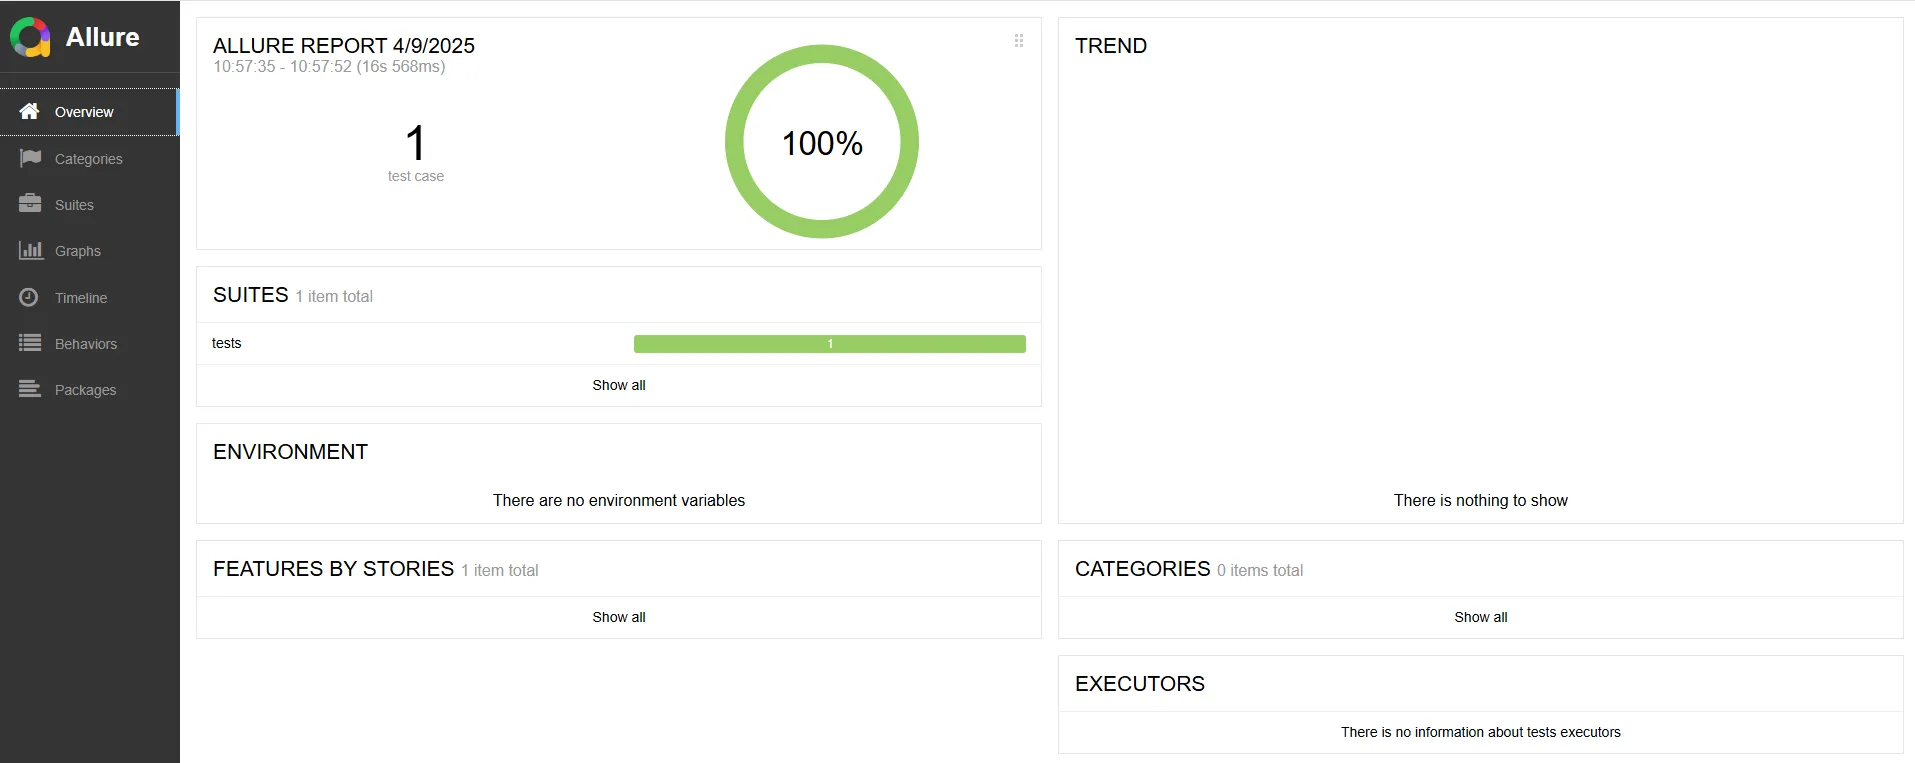 Allure
Overview
Categories
Suites
Graphs
Timeline
Behaviors
Packages
ALLURE REPORT 4/9/2025
10:57:35 - 10:57:52 (16s 568ms)
1
test case
100%
SUITES 1 item total
tests 1
Show all
ENVIRONMENT
There are no environment variables
FEATURES BY STORIES 1 item total
Show all
TREND
There is nothing to show
CATEGORIES 0 items total
Show all
EXECUTORS
There is no information about tests executors